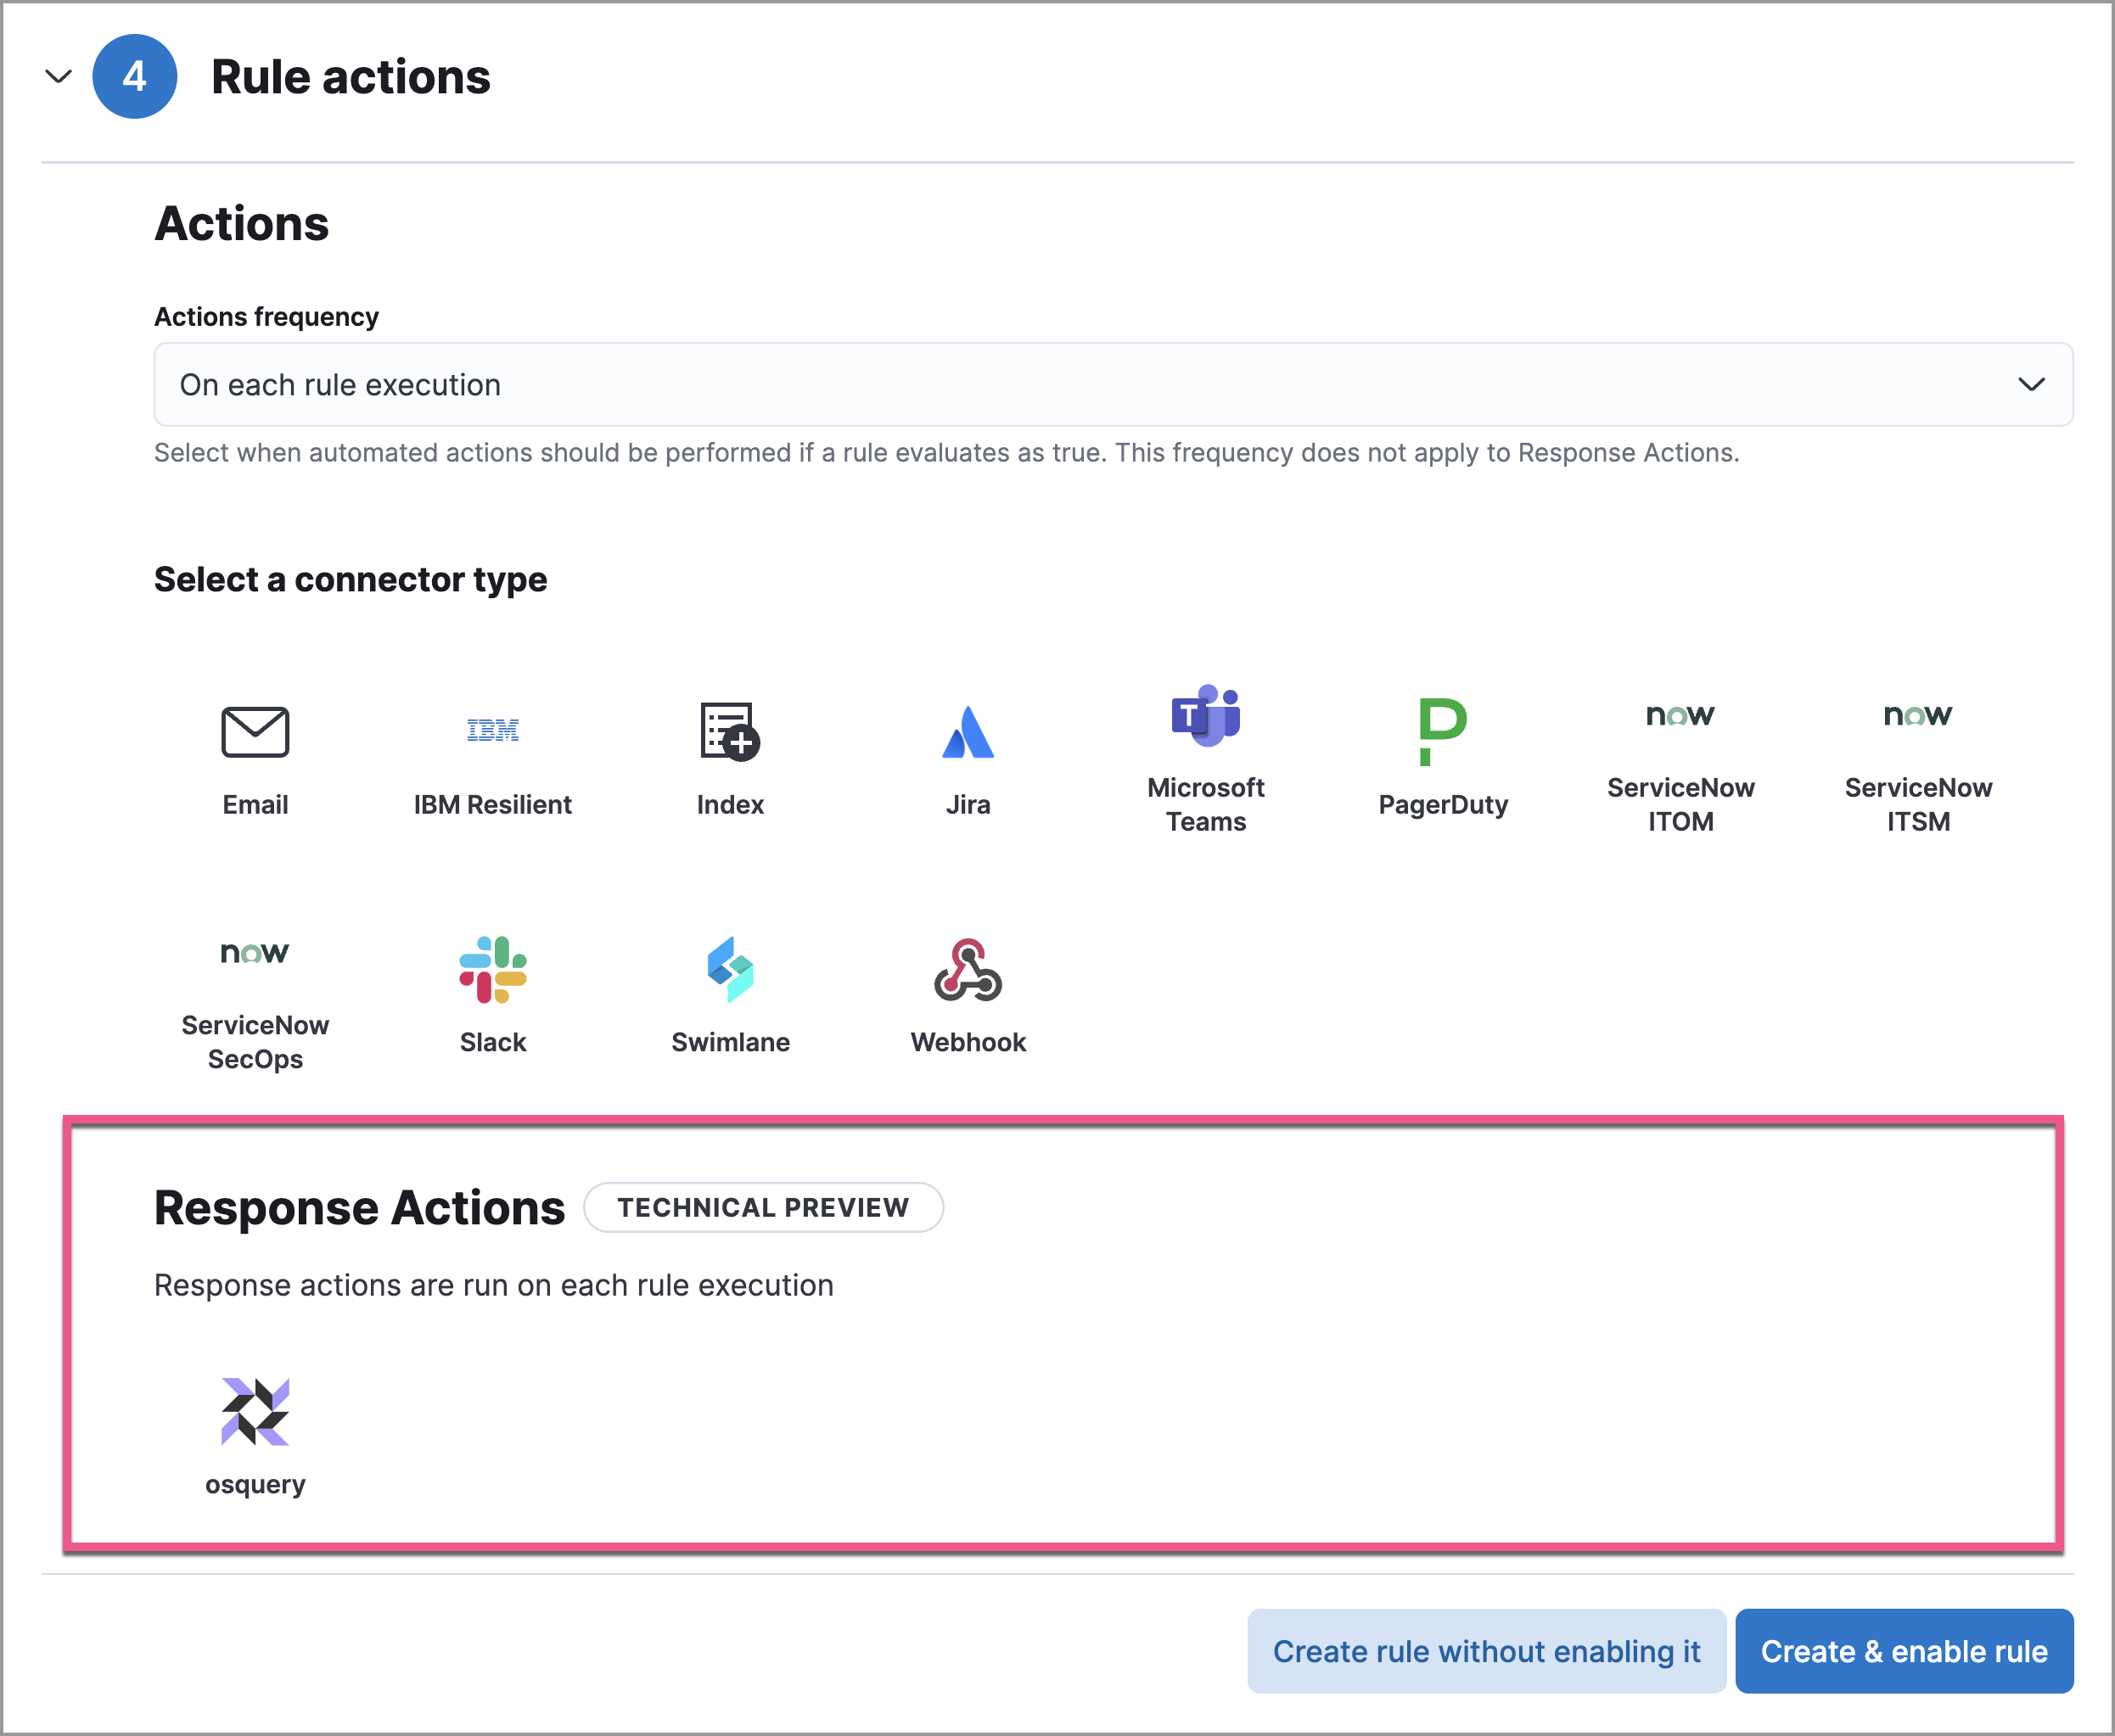 4 Rule actions
Actions
Actions frequency
On each rule execution
Select when automated actions should be performed if a rule evaluates as true. This frequency does not apply to Response Actions.
Select a connector type
IBM
T
P
now
now
Email
IBM Resilient
Index
Jira
Microsoft
Teams
PagerDuty
ServiceNow
ITOM
ServiceNow
ITSM
now
ServiceNow
SecOps
Slack
Swimlane
Webhook
Response Actions TECHNICAL PREVIEW
Response actions are run on each rule execution
osquery
Create rule without enabling it
Create & enable rule